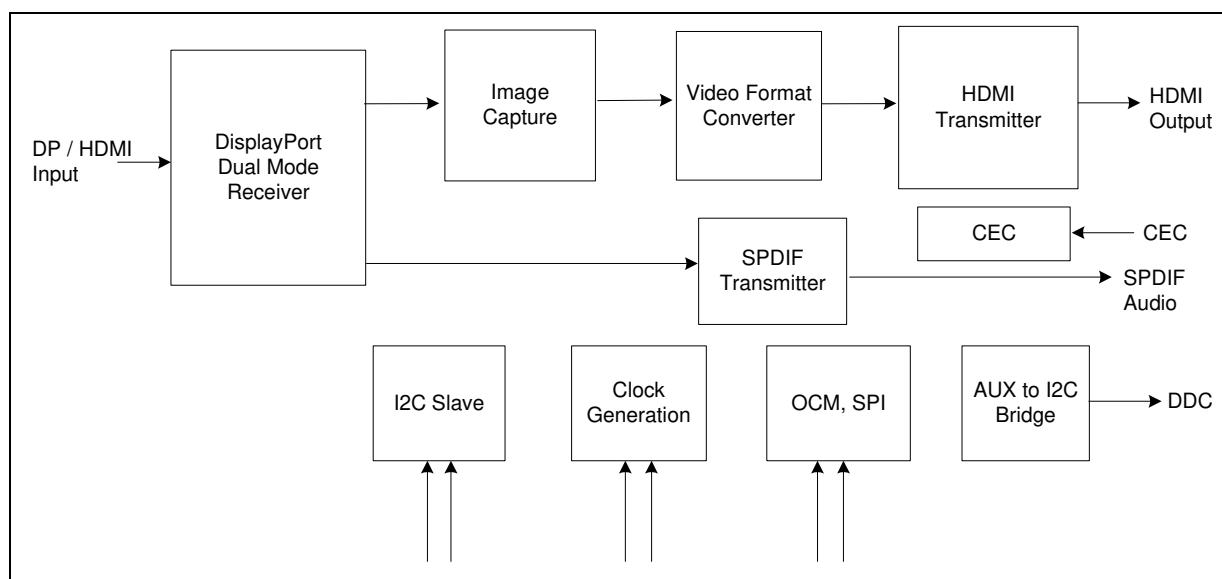 DP / HDMI
Input
DisplayPort
Dual Mode
Receiver
Image
Capture
Video Format
Converter
HDMI
Transmitter
HDMI
Output
CEC
CEC
SPDIF
Transmitter
SPDIF
Audio
I2C Slave
Clock
Generation
OCM, SPI
AUX to I2C
Bridge
DDC